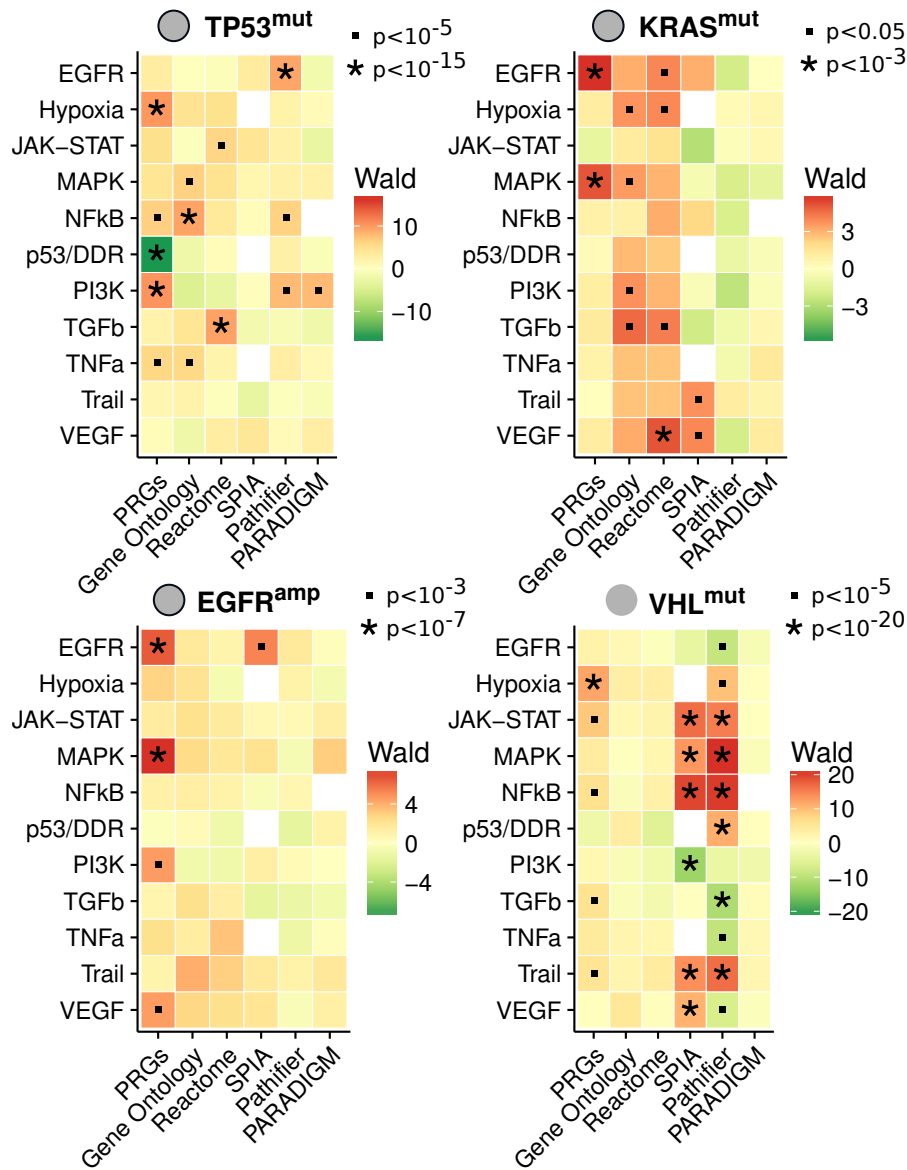 TP53mut
p<10-5
p<10-15
EGFR
Hypoxia
JAK−STAT
MAPK
NFkB
p53/DDR
PI3K
TGFb
TNFa
Trail
VEGF
PRGs
Gene Ontology
Reactome
SPIA
Pathifier
PARADIGM
Wald
10
0
−10
KRASmut
p<0.05
p<10-3
EGFR
Hypoxia
JAK−STAT
MAPK
NFkB
p53/DDR
PI3K
TGFb
TNFa
Trail
VEGF
PRGs
Gene Ontology
Reactome
SPIA
Pathifier
PARADIGM
Wald
3
0
−3
EGFRamp
p<10-3
p<10-7
EGFR
Hypoxia
JAK−STAT
MAPK
NFkB
p53/DDR
PI3K
TGFb
TNFa
Trail
VEGF
PRGs
Gene Ontology
Reactome
SPIA
Pathifier
PARADIGM
Wald
4
0
−4
VHLmut
p<10-5
p<10-20
EGFR
Hypoxia
JAK−STAT
MAPK
NFkB
p53/DDR
PI3K
TGFb
TNFa
Trail
VEGF
PRGs
Gene Ontology
Reactome
SPIA
Pathifier
PARADIGM
Wald
20
10
0
−10
−20